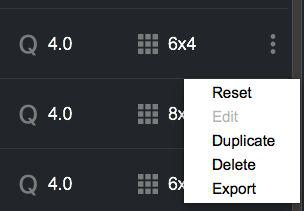 Q 4.0 6x4
Reset
Edit
Q 4.0 8x
Duplicate
Delete
Q 4.0 6x
Export